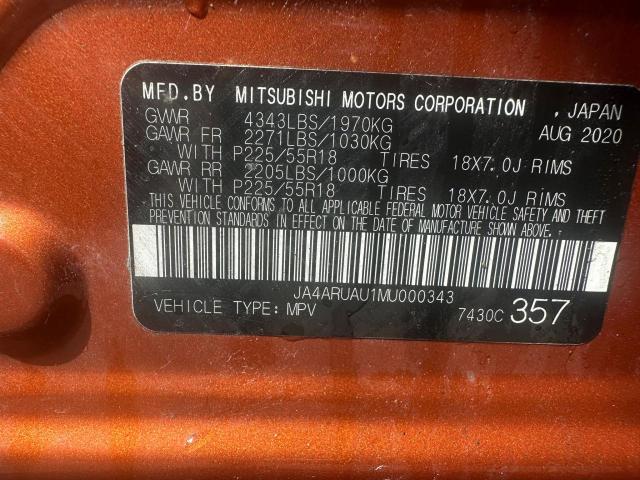 MFD.BY MITSUBISHI MOTORS CORPORATION , JAPAN
GVWR 4343LBS/1970KG AUG 2020
GAWR FR 2271LBS/1030KG
WITH P225/55R18 TIRES 18X7.0J RIMS
GAWR RR 2205LBS/1000KG
WITH P225/55R18 TIRES 18X7.0J RIMS
THIS VEHICLE CONFORMS TO ALL APPLICABLE FEDERAL MOTOR VEHICLE SAFETY AND THEFT
PREVENTION STANDARDS IN EFFECT ON THE DATE OF MANUFACTURE SHOWN ABOVE.
JA4ARUAU1MU000343
VEHICLE TYPE:MPV 7430C 357